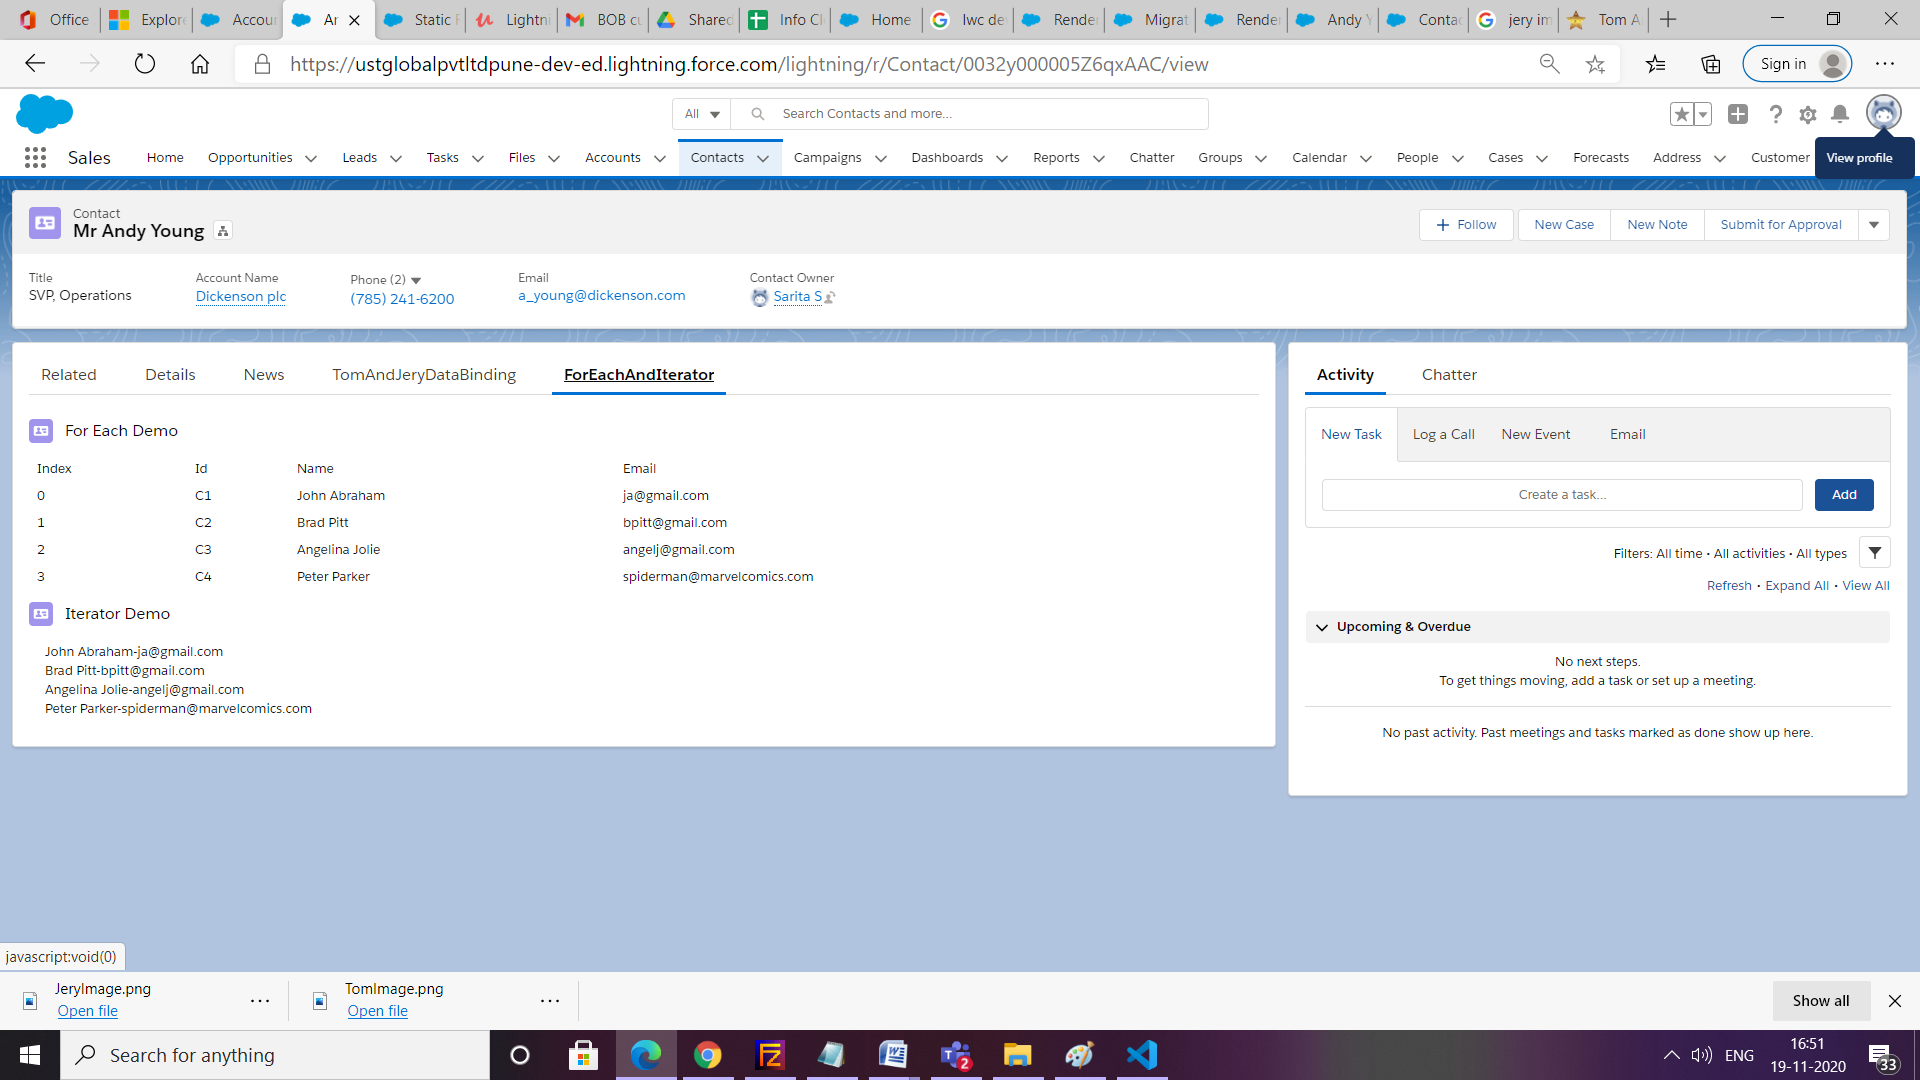 Office
Explore
Accoun
An
Static R
Lightni
BOB cu
Shared
Info Cl
Home
lwc de
Render
Migrat
Render
Andy Y
Contac
jery im
Tom A
https://ustglobalpvtltdpune-dev-ed.lightning.force.com/lightning/r/Contact/0032y000005Z6qxAAC/view
Sign in
All
Search Contacts and more...
Sales
Home
Opportunities
Leads
Tasks
Files
Accounts
Contacts
Campaigns
Dashboards
Reports
Chatter
Groups
Calendar
People
Cases
Forecasts
Address
Customer
View profile
Contact
Mr Andy Young
Follow
New Case
New Note
Submit for Approval
Title
SVP, Operations
Account Name
Dickenson plc
Phone (2)
(785) 241-6200
Email
a_young@dickenson.com
Contact Owner
Sarita S
Related
Details
News
TomAndJeryDataBinding
ForEachAndIterator
For Each Demo
Index Id Name Email
0 C1 John Abraham ja@gmail.com
1 C2 Brad Pitt bpitt@gmail.com
2 C3 Angelina Jolie angelj@gmail.com
3 C4 Peter Parker spiderman@marvelcomics.com
Iterator Demo
John Abraham-ja@gmail.com
Brad Pitt-bpitt@gmail.com
Angelina Jolie-angelj@gmail.com
Peter Parker-spiderman@marvelcomics.com
Activity
Chatter
New Task
Log a Call
New Event
Email
Create a task...
Add
Filters: All time • All activities • All types
Refresh • Expand All • View All
Upcoming & Overdue
No next steps.
To get things moving, add a task or set up a meeting.
No past activity. Past meetings and tasks marked as done show up here.
javascript:void(0)
JeryImage.png
Open file
TomImage.png
Open file
Show all
Search for anything
2
ENG
16:51
19-11-2020
33